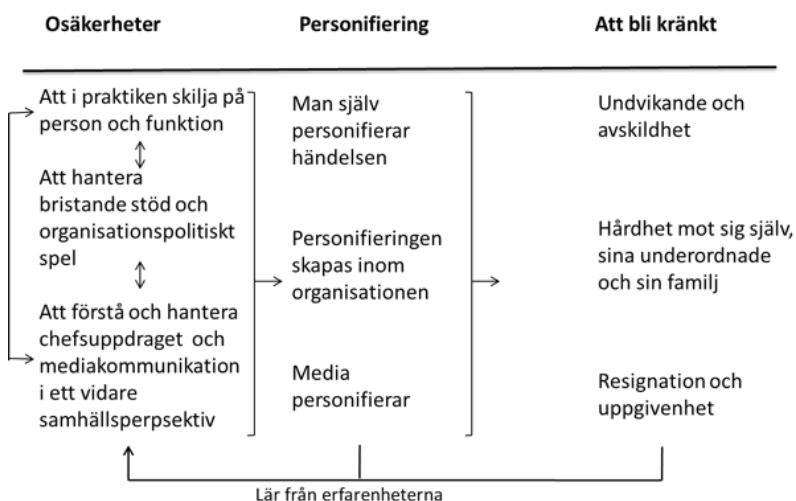 Osäkerheter
Personifiering
Att bli kränkt
Att i praktiken skilja på
person och funktion
Att hantera
bristande stöd och
organisationspolitiskt
spel
Att förstå och hantera
chefsuppdraget och
mediakommunikation
i ett vidare
samhällsperpsektiv
Man själv
personifierar
händelsen
Personifieringen
skapas inom
organisationen
Media
personifierar
Undvikande och
avskildhet
Hårdhet mot sig själv,
sina underordnade
och sin familj
Resignation och
uppgivenhet
Lär från erfarenheterna